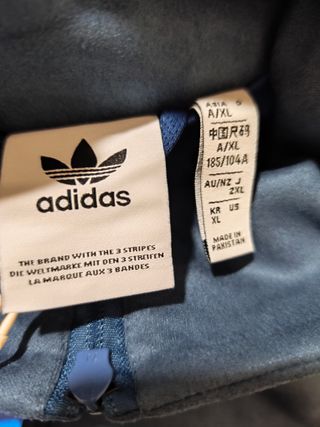 adidas
THE BRAND WITH THE 3 STRIPES
DIE WELTMARKE MIT DEN 3 STREIFEN
LA MARQUE AUX 3 BANDES
ASIA
A/XL
中国尺码
A/XL
185/104A
AU/NZ J
2XL
KR US
XL
MADE IN
PAKISTAN